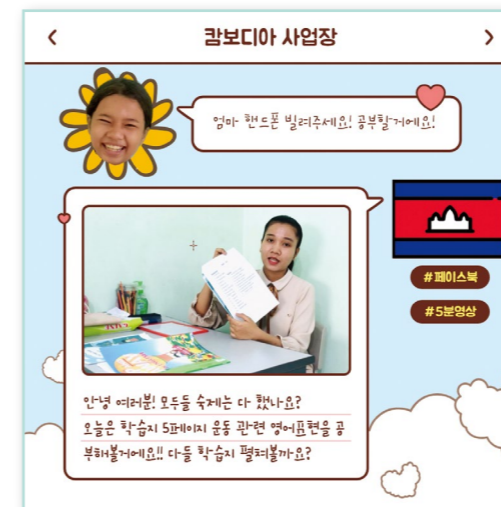 캄보디아 사업장
엄마 핸드폰 빌려주세요! 공부할거에요!
#페이스북
#5분영상
안녕 여러분! 모두들 숙제는 다 했나요?
오늘은 학습지 5페이지 운동 관련 영어표현을 공
부해볼거에요!! 다들 학습지 펼쳐볼까요?